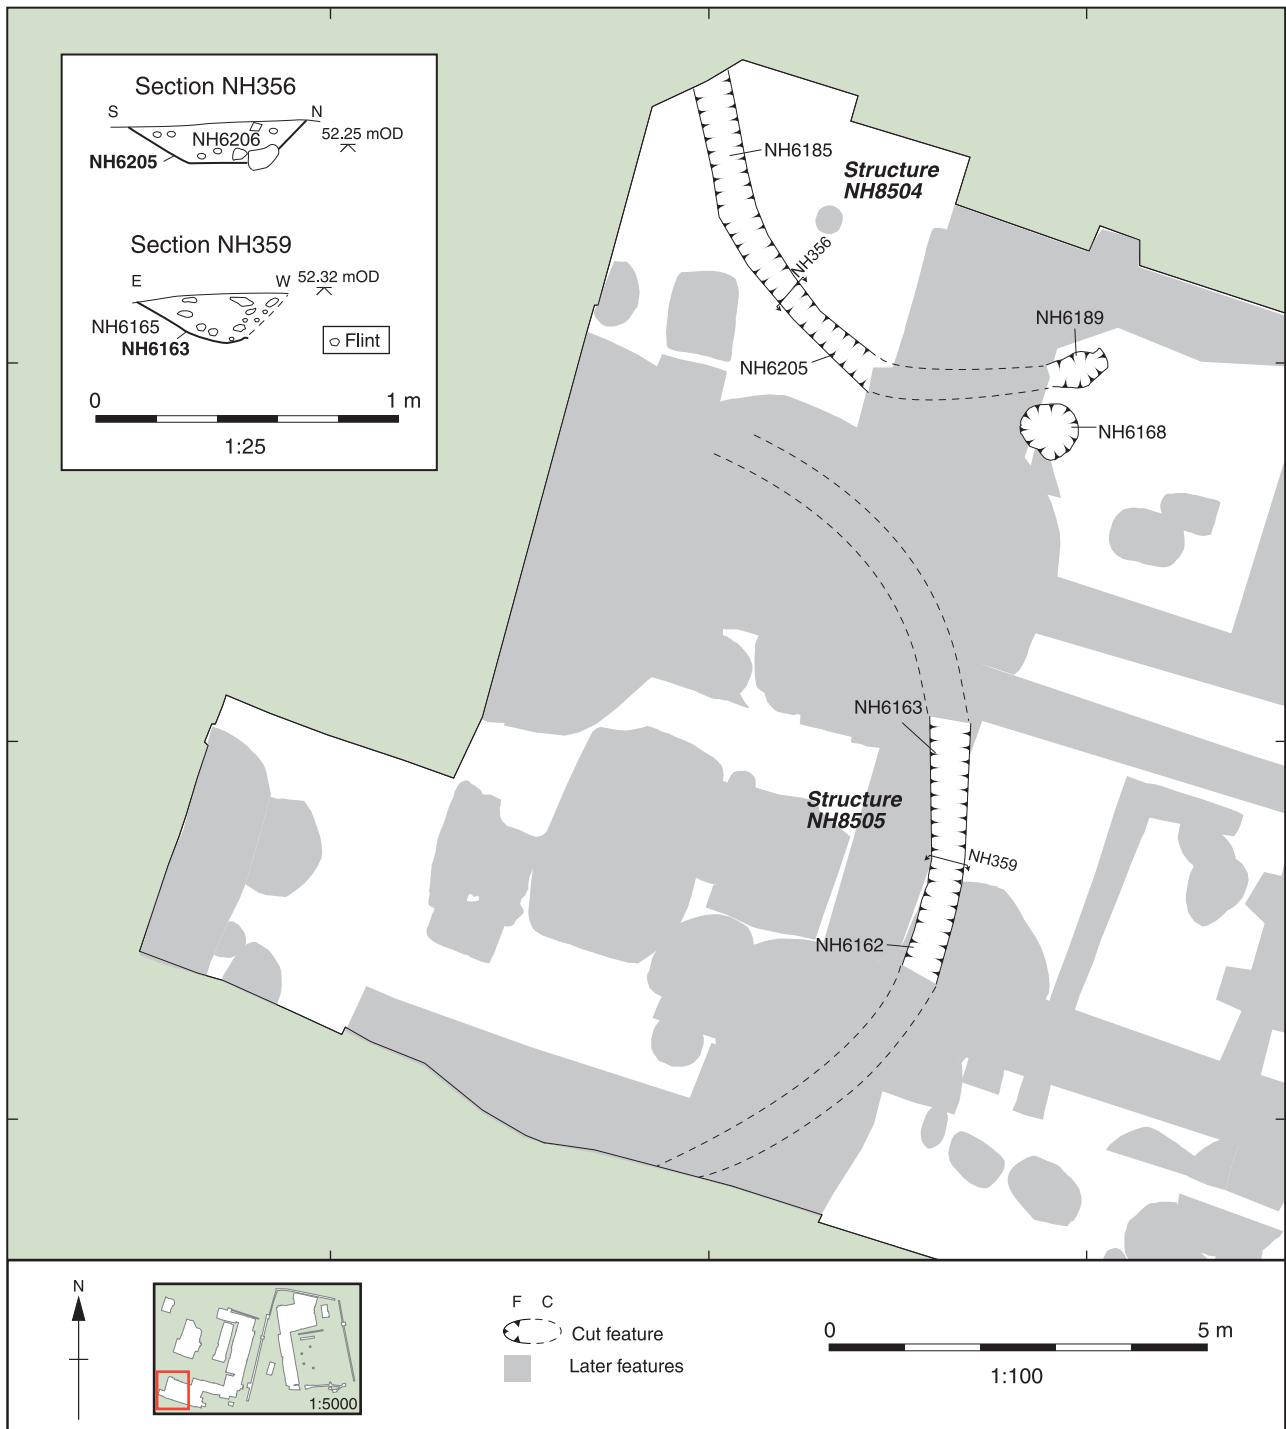 Section NH356
S
N
NH6206
52.25 mOD
NH6205
Section NH359
E
W
52.32 mOD
NH6165
NH6163
Flint
0
1 m
1:25
NH6185
Structure
NH8504
NH356
NH6189
NH6205
NH6168
NH6163
Structure
NH8505
NH359
NH6162
N
1:5000
F C
Cut feature
Later features
0
5 m
1:100